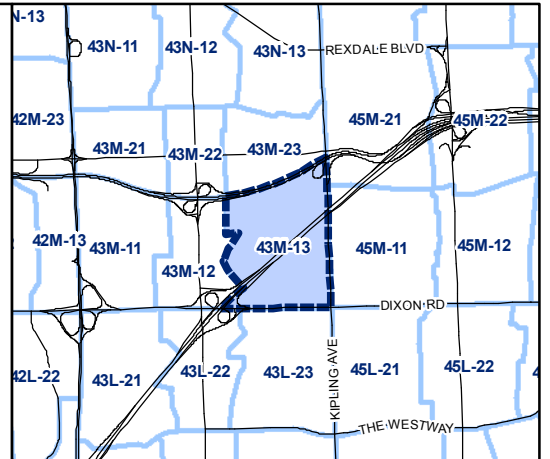 N-13
43N-11
43N-12
43N-13
REXDALE BLVD
42M-23
45M-21
45M-22
43M-21
43M-22
43M-23
42M-13
43M-11
43M-12
43M-13
45M-11
45M-12
DIXON RD
42L-22
43L-21
43L-22
43L-23
KIPLING AVE
45L-21
45L-22
4
THE WESTWAY